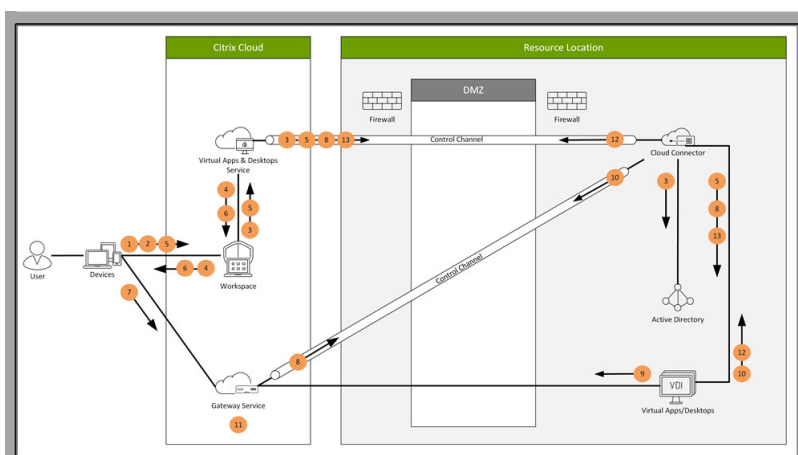 Citrix Cloud
Resource Location
DMZ
Firewall
Firewall
3 5 8 13
Control Channel
12
Virtual Apps & Desktops
Service
Cloud Connector
4
6
5
3
10
3
5
8
13
1 2 5
User
Devices
6 4
Workspace
Control Channel
7
Active Directory
8
12
10
9
VDI
Gateway Service
Virtual Apps/Desktops
11